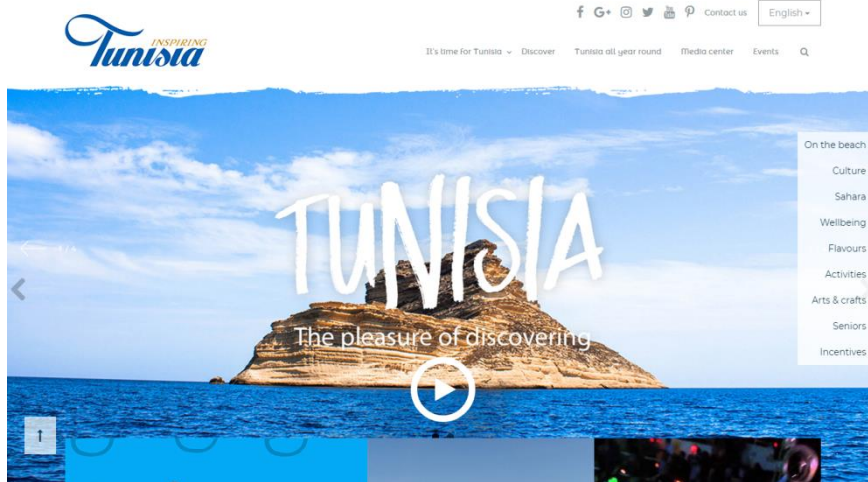 Contact us
English
INSPIRING
Tunisia
It's time for Tunisia
Discover
Tunisia all year round
Media center
Events
On the beach
Culture
Sahara
Wellbeing
Flavours
Activities
Arts & crafts
Seniors
Incentives
TUNISIA
The pleasure of discovering